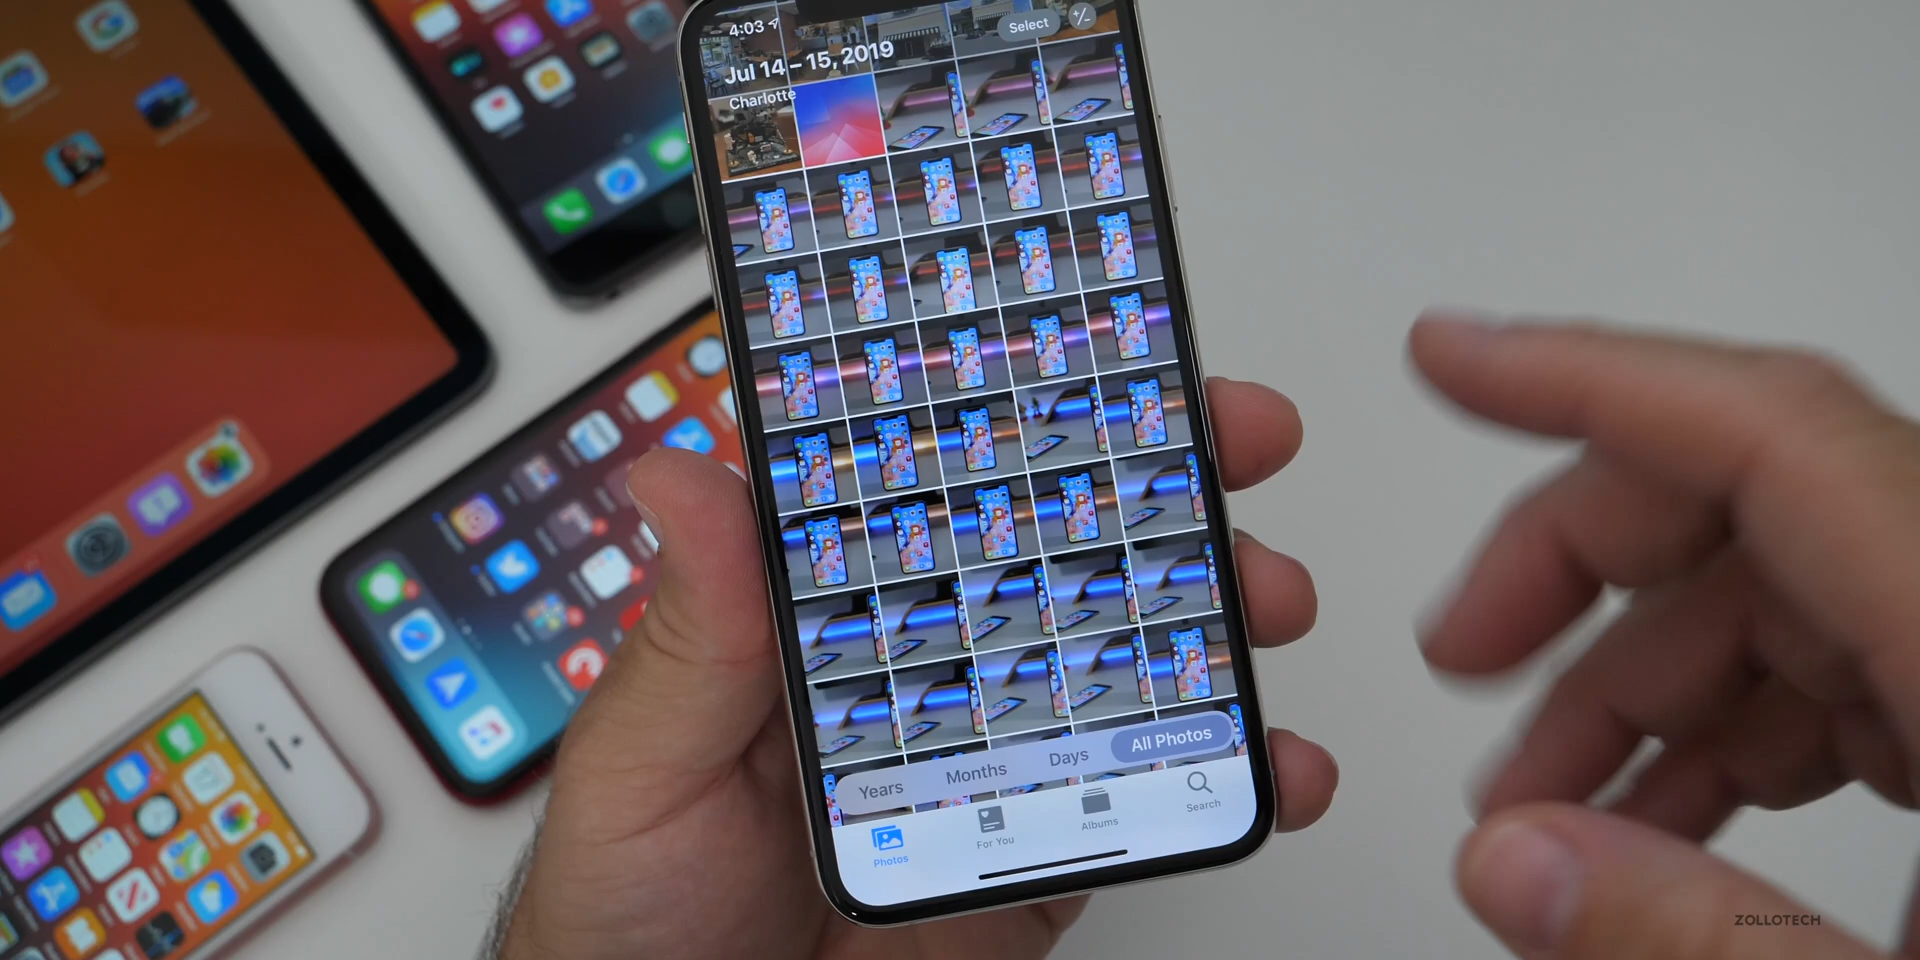 4:03
Select
Jul 14 – 15, 2019
Charlotte
Years
Months
Days
All Photos
Photos
For You
Albums
Search
ZOLLOTECH